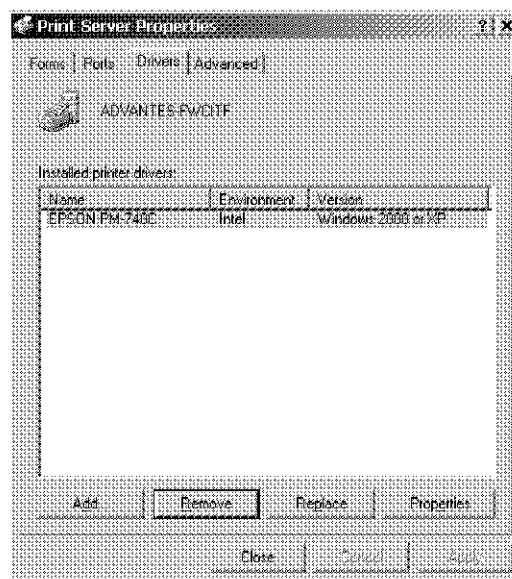 Print Server Properties
Forms Ports Drivers Advanced
ADVANTES-FWCITF
Installed printer drivers:
Name Environment Version
EPSON PM-740C Intel Windows 2000 or XP
Add Remove Replace Properties
Close Cancel Apply